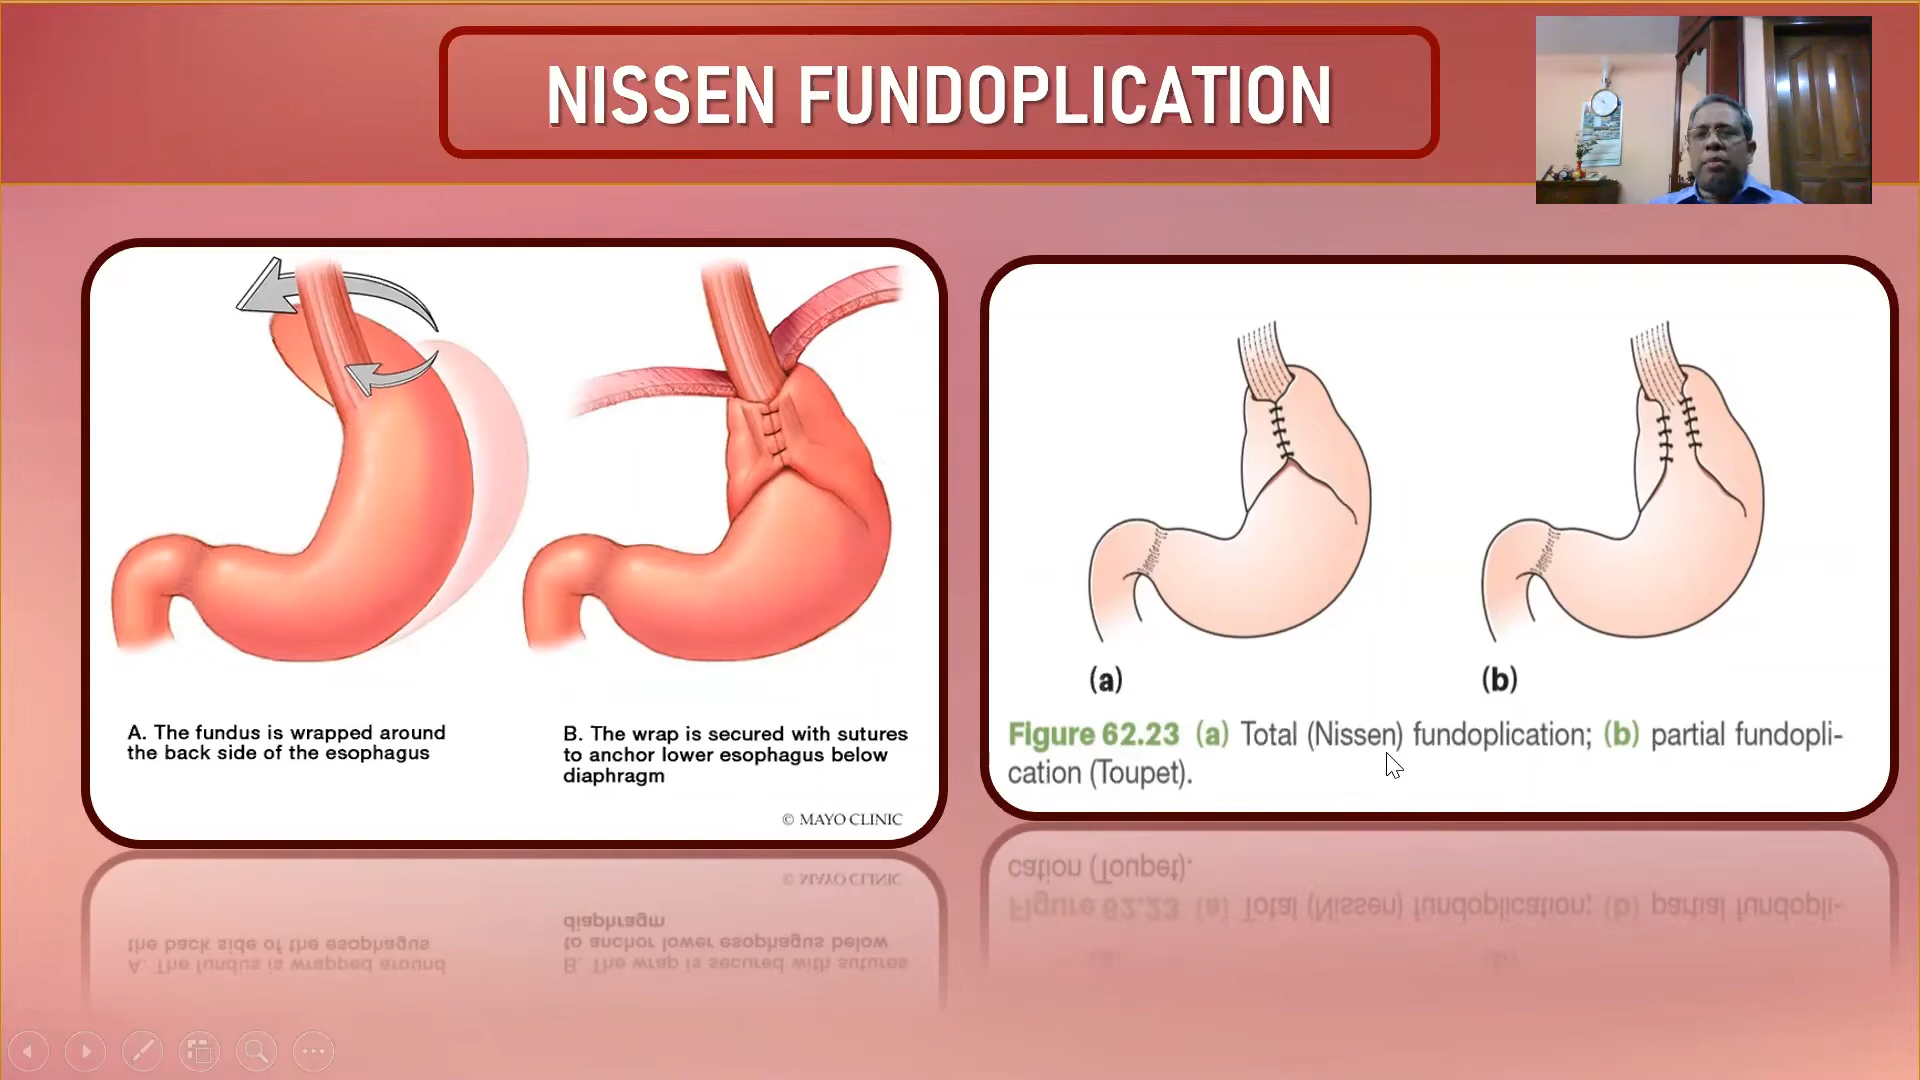 NISSEN FUNDOPLICATION
A. The fundus is wrapped around
the back side of the esophagus
B. The wrap is secured with sutures
to anchor lower esophagus below
diaphragm
© MAYO CLINIC
(a)
(b)
Figure 62.23 (a) Total (Nissen) fundoplication; (b) partial fundopli-
cation (Toupet).